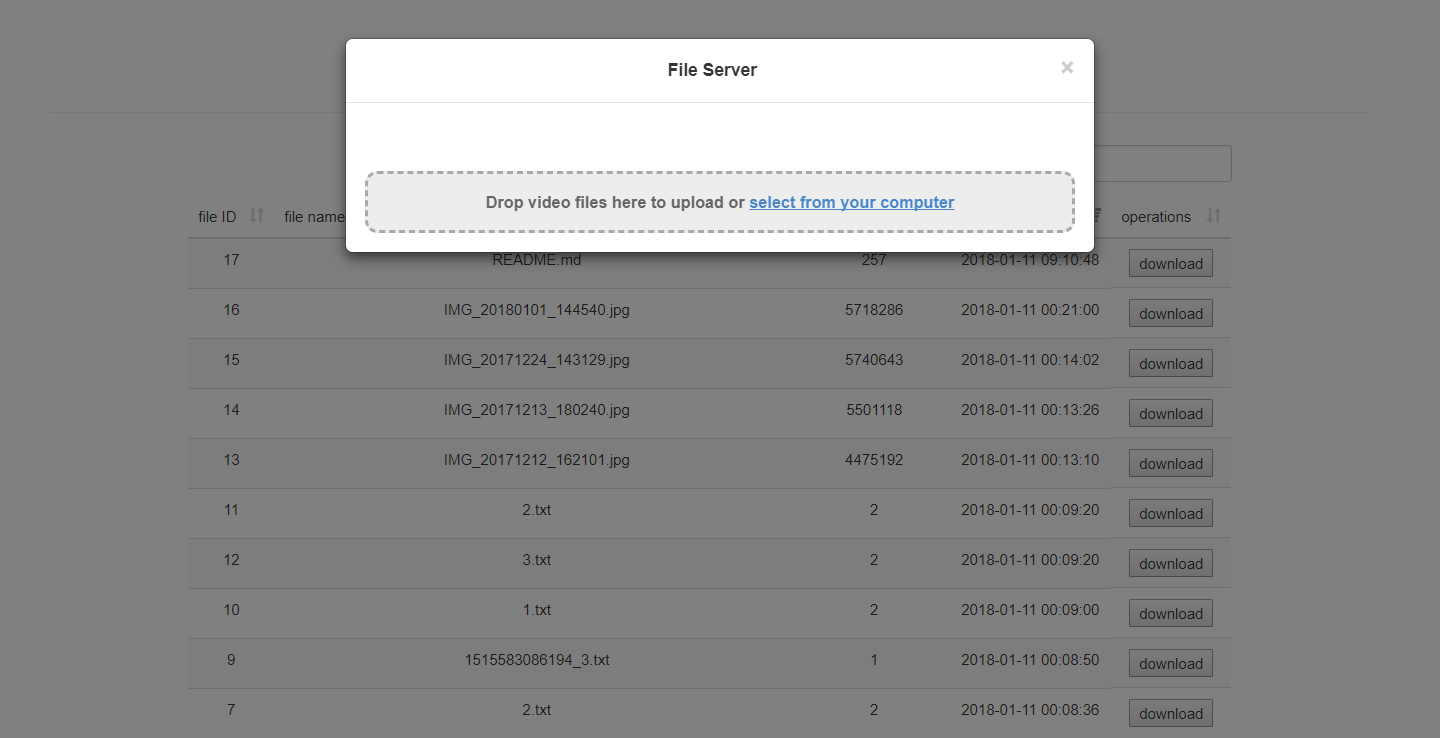 File Server ×
Drop video files here to upload or select from your computer
file ID file name operations
17 README.md 257 2018-01-11 09:10:48 download
16 IMG_20180101_144540.jpg 5718286 2018-01-11 00:21:00 download
15 IMG_20171224_143129.jpg 5740643 2018-01-11 00:14:02 download
14 IMG_20171213_180240.jpg 5501118 2018-01-11 00:13:26 download
13 IMG_20171212_162101.jpg 4475192 2018-01-11 00:13:10 download
11 2.txt 2 2018-01-11 00:09:20 download
12 3.txt 2 2018-01-11 00:09:20 download
10 1.txt 2 2018-01-11 00:09:00 download
9 1515583086194_3.txt 1 2018-01-11 00:08:50 download
7 2.txt 2 2018-01-11 00:08:36 download